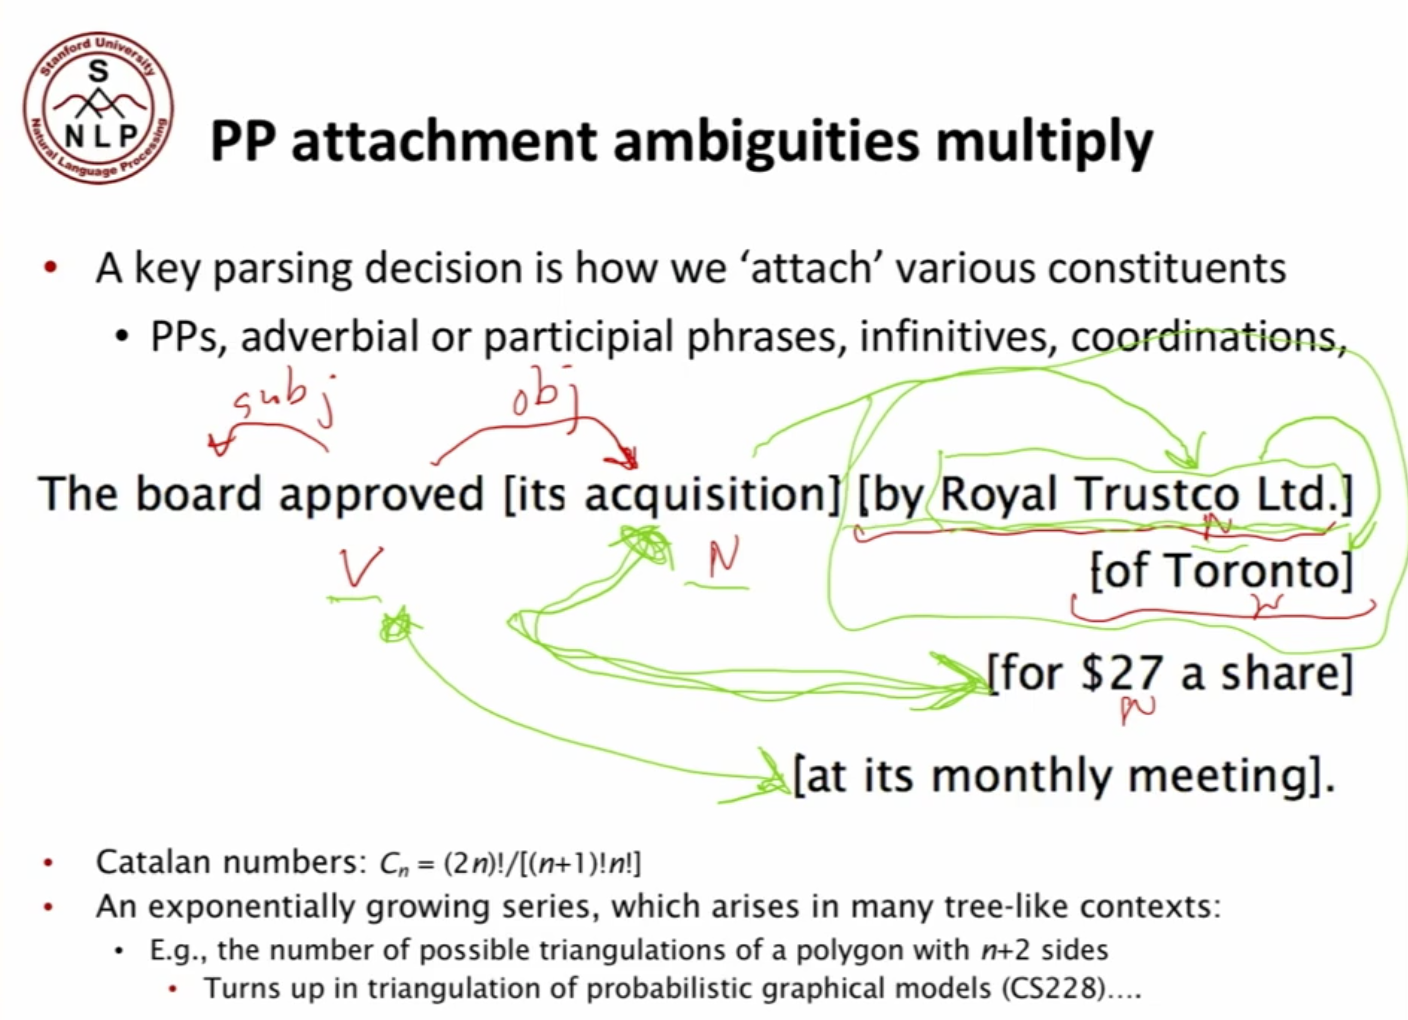 Stanford University
S
NLP
Natural Language Processing
PP attachment ambiguities multiply
• A key parsing decision is how we ‘attach’ various constituents
• PPs, adverbial or participial phrases, infinitives, coordinations,
subj obj
The board approved [its acquisition] [by Royal Trustco Ltd.]
V N N
[of Toronto]
N
[for $27 a share]
N
[at its monthly meeting].
• Catalan numbers: Cn = (2n)!/[(n+1)!n!]
• An exponentially growing series, which arises in many tree-like contexts:
• E.g., the number of possible triangulations of a polygon with n+2 sides
• Turns up in triangulation of probabilistic graphical models (CS228)....